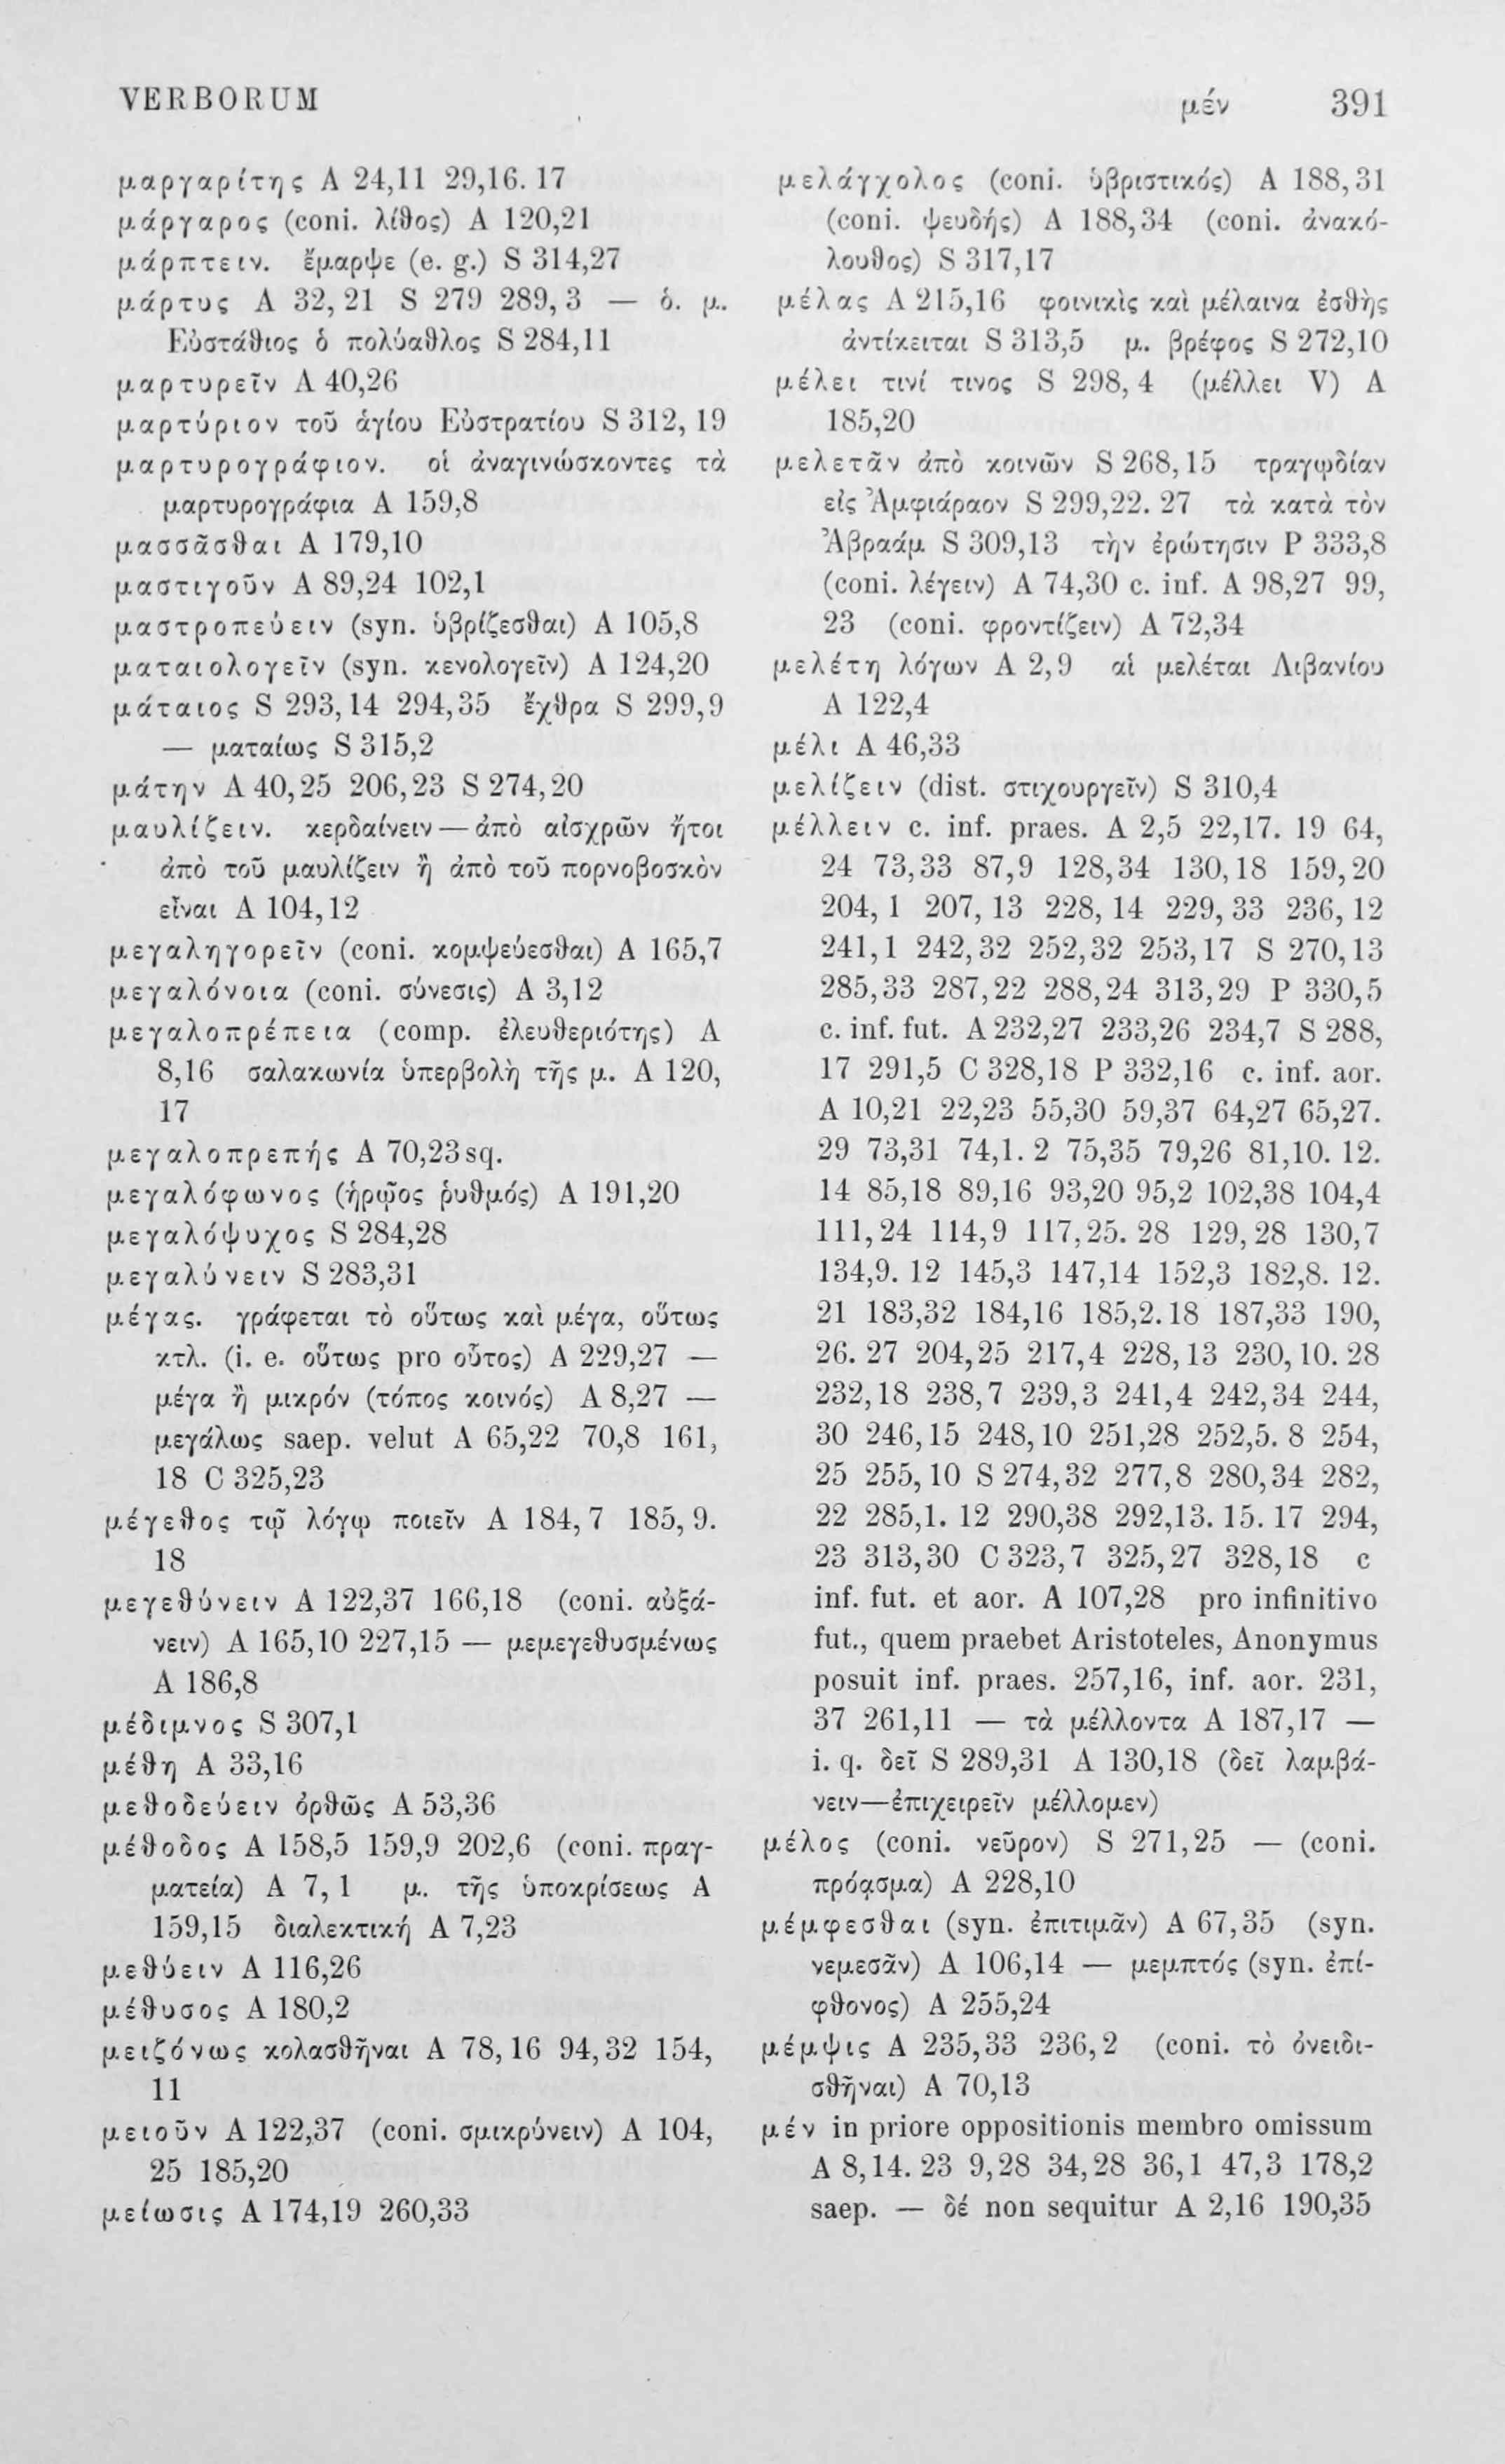 VERBORUM
μέν 391
μαργαρίτης A 24,11 29,16. 17
μάργαρος (coni. λίθος) A 120,21
μάρπτειν. ἔμαρψε (e. g.) S 314,27
μάρτυς A 32, 21 S 279 289, 3 — ὁ. μ.
Εὐστάθιος ὁ πολύαθλος S 284,11
μαρτυρεῖν A 40,26
μαρτύριον τοῦ ἁγίου Εὐστρατίου S 312, 19
μαρτυρογράφιον. οἱ ἀναγινώσκοντες τὰ
μαρτυρογράφια A 159,8
μασσᾶσθαι A 179,10
μαστιγοῦν A 89,24 102,1
μαστροπεύειν (syn. ὑβρίζεσθαι) A 105,8
ματαιολογεῖν (syn. κενολογεῖν) A 124,20
μάταιος S 293, 14 294,35 ἔχθρα S 299,9
— ματαίως S 315,2
μάτην A 40,25 206,23 S 274,20
μαυλίζειν. κερδαίνειν — ἀπὸ αἰσχρῶν ἤτοι
ἀπὸ τοῦ μαυλίζειν ἢ ἀπὸ τοῦ πορνοβοσκὸν
εἶναι A 104,12
μεγαληγορεῖν (coni. κομψεύεσθαι) A 165,7
μεγαλόνοια (coni. σύνεσις) A 3,12
μεγαλοπρέπεια (comp. ἐλευθεριότης) A
8,16 σαλακωνία ὑπερβολὴ τῆς μ. A 120,
17
μεγαλοπρεπής A 70,23 sq.
μεγαλόφωνος (ἡρῷος ῥυθμός) A 191,20
μεγαλόψυχος S 284,28
μεγαλύνειν S 283,31
μέγας. γράφεται τὸ οὕτως καὶ μέγα, οὕτως
κτλ. (i. e. οὕτως pro οὗτος) A 229,27 —
μέγα ἢ μικρόν (τόπος κοινός) A 8,27 —
μεγάλως saep. velut A 65,22 70,8 161,
18 C 325,23
μέγεθος τῷ λόγῳ ποιεῖν A 184, 7 185, 9.
18
μεγεθύνειν A 122,37 166,18 (coni. αὐξά-
νειν) A 165,10 227,15 — μεμεγεθυσμένως
A 186,8
μέδιμνος S 307,1
μέθη A 33,16
μεθοδεύειν ὀρθῶς A 53,36
μέθοδος A 158,5 159,9 202,6 (coni. πραγ-
ματεία) A 7, 1 μ. τῆς ὑποκρίσεως A
159,15 διαλεκτική A 7,23
μεθύειν A 116,26
μέθυσος A 180,2
μειζόνως κολασθῆναι A 78, 16 94,32 154,
11
μειοῦν A 122,37 (coni. σμικρύνειν) A 104,
25 185,20
μείωσις A 174,19 260,33
μελάγχολος (coni. ὑβριστικός) A 188,31
(coni. ψευδής) A 188,34 (coni. ἀνακό-
λουθος) S 317,17
μέλας A 215,16 φοινικὶς καὶ μέλαινα ἐσθὴς
ἀντίκειται S 313,5 μ. βρέφος S 272,10
μέλει τινί τινος S 298, 4 (μέλλει V) A
185,20
μελετᾶν ἀπὸ κοινῶν S 268,15 τραγῳδίαν
εἰς Ἀμφιάραον S 299,22. 27 τὰ κατὰ τὸν
Ἀβραάμ S 309,13 τὴν ἐρώτησιν P 333,8
(coni. λέγειν) A 74,30 c. inf. A 98,27 99,
23 (coni. φροντίζειν) A 72,34
μελέτη λόγων A 2,9 αἱ μελέται Λιβανίου
A 122,4
μέλι A 46,33
μελίζειν (dist. στιχουργεῖν) S 310,4
μέλλειν c. inf. praes. A 2,5 22,17. 19 64,
24 73,33 87,9 128,34 130,18 159,20
204, 1 207, 13 228, 14 229, 33 236, 12
241,1 242,32 252,32 253,17 S 270,13
285,33 287,22 288,24 313,29 P 330,5
c. inf. fut. A 232,27 233,26 234,7 S 288,
17 291,5 C 328,18 P 332,16 c. inf. aor.
A 10,21 22,23 55,30 59,37 64,27 65,27.
29 73,31 74,1. 2 75,35 79,26 81,10. 12.
14 85,18 89,16 93,20 95,2 102,38 104,4
111,24 114,9 117,25. 28 129,28 130,7
134,9. 12 145,3 147,14 152,3 182,8. 12.
21 183,32 184,16 185,2.18 187,33 190,
26. 27 204,25 217,4 228,13 230,10. 28
232,18 238,7 239,3 241,4 242,34 244,
30 246,15 248,10 251,28 252,5. 8 254,
25 255,10 S 274,32 277,8 280,34 282,
22 285,1. 12 290,38 292,13. 15. 17 294,
23 313,30 C 323,7 325,27 328,18 c
inf. fut. et aor. A 107,28 pro infinitivo
fut., quem praebet Aristoteles, Anonymus
posuit inf. praes. 257,16, inf. aor. 231,
37 261,11 — τὰ μέλλοντα A 187,17 —
i. q. δεῖ S 289,31 A 130,18 (δεῖ λαμβά-
νειν—ἐπιχειρεῖν μέλλομεν)
μέλος (coni. νεῦρον) S 271,25 — (coni.
πρόᾳσμα) A 228,10
μέμφεσθαι (syn. ἐπιτιμᾶν) A 67,35 (syn.
νεμεσᾶν) A 106,14 — μεμπτός (syn. ἐπί-
φθονος) A 255,24
μέμψις A 235,33 236,2 (coni. τὸ ὀνειδι-
σθῆναι) A 70,13
μέν in priore oppositionis membro omissum
A 8,14. 23 9,28 34,28 36,1 47,3 178,2
saep. — δέ non sequitur A 2,16 190,35